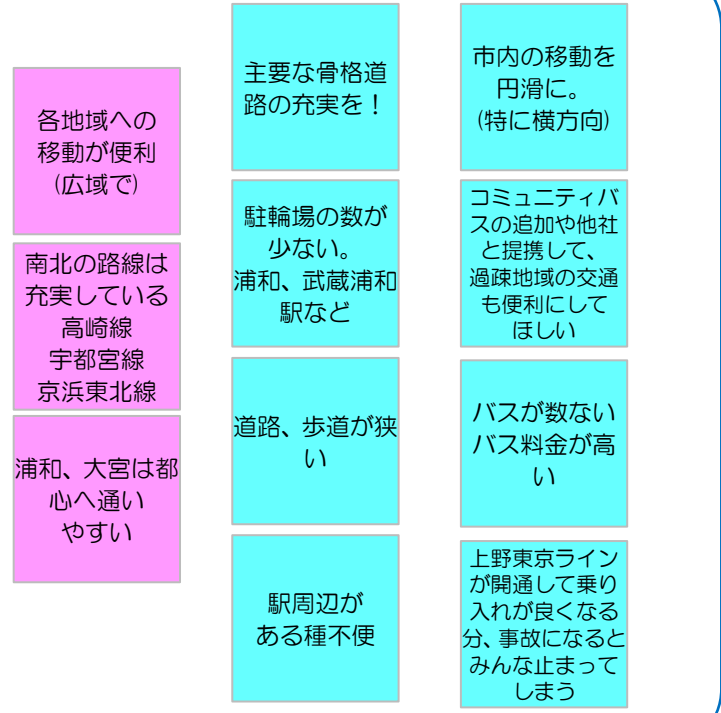 各地域への
移動が便利
(広域で)
南北の路線は
充実している
高崎線
宇都宮線
京浜東北線
浦和、大宮は都
心へ通い
やすい
主要な骨格道
路の充実を！
駐輪場の数が
少ない。
浦和、武蔵浦和
駅など
道路、歩道が狭
い
駅周辺が
ある種不便
市内の移動を
円滑に。
(特に横方向)
コミュニティバ
スの追加や他社
と提携して、
過疎地域の交通
も便利にして
ほしい
バスが数ない
バス料金が高
い
上野東京ライン
が開通して乗り
入れが良くなる
分、事故になると
みんな止まって
しまう